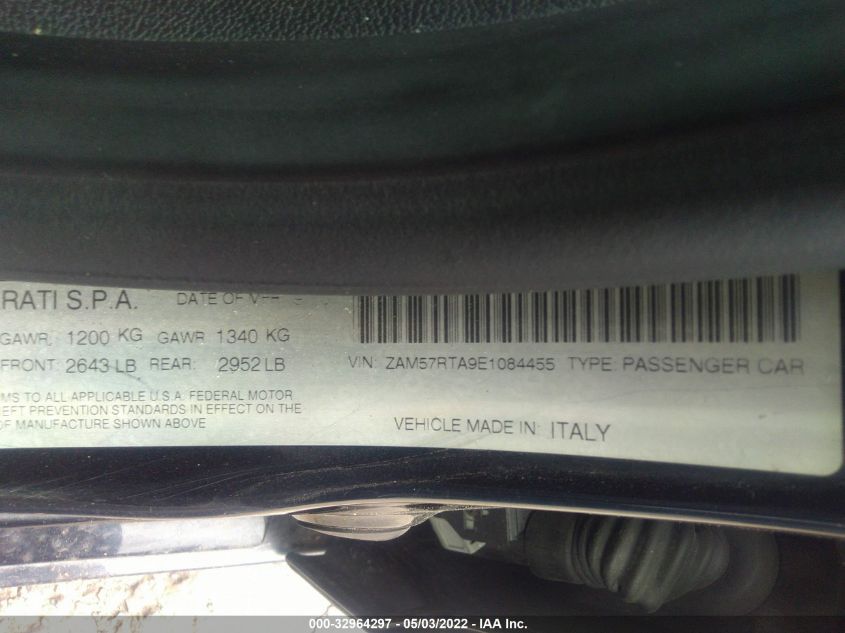 RATI S.P.A. DATE OF
GAWR 1200 KG GAWR 1340 KG
FRONT: 2643 LB REAR: 2952 LB VIN: ZAM57RTA9E1084455 TYPE: PASSENGER CAR
MS TO ALL APPLICABLE U.S.A. FEDERAL MOTOR
EFT PREVENTION STANDARDS IN EFFECT ON THE
OF MANUFACTURE SHOWN ABOVE
VEHICLE MADE IN: ITALY
000-32964297 - 05/03/2022 - IAA Inc.